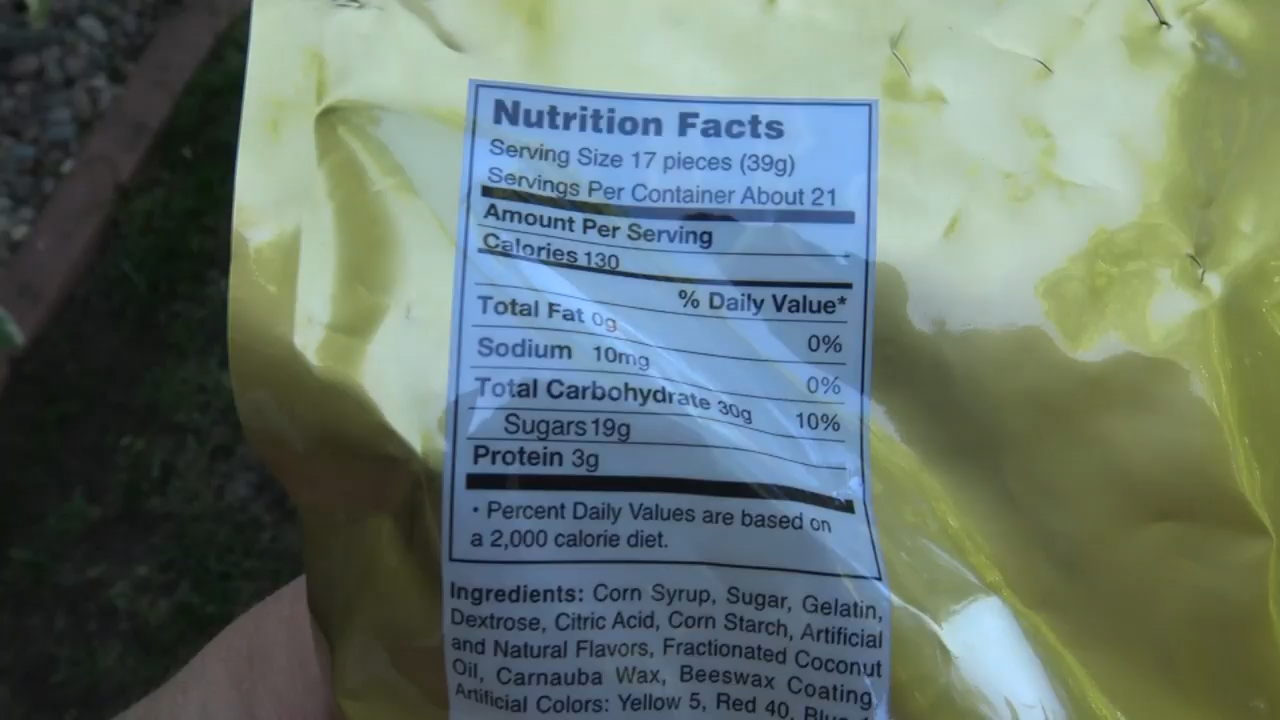 Nutrition Facts
Serving Size 17 pieces (39g)
Servings Per Container About 21
Amount Per Serving
Calories 130
% Daily Value*
Total Fat 0g 0%
Sodium 10mg 0%
Total Carbohydrate 30g 10%
Sugars 19g
Protein 3g
• Percent Daily Values are based on
a 2,000 calorie diet.
Ingredients: Corn Syrup, Sugar, Gelatin,
Dextrose, Citric Acid, Corn Starch, Artificial
and Natural Flavors, Fractionated Coconut
Oil, Carnauba Wax, Beeswax Coating
Artificial Colors: Yellow 5, Red 40, Blue 1